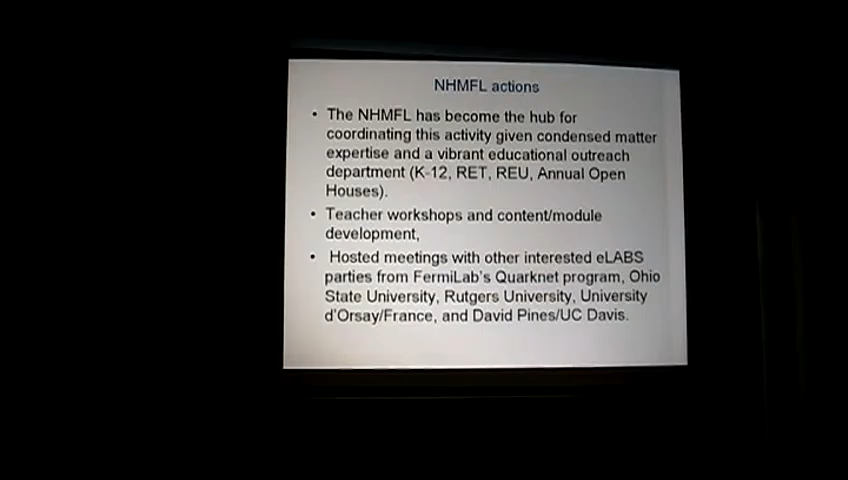 NHMFL actions
• The NHMFL has become the hub for
coordinating this activity given condensed matter
expertise and a vibrant educational outreach
department (K-12, RET, REU, Annual Open
Houses).
• Teacher workshops and content/module
development,
• Hosted meetings with other interested eLABS
parties from FermiLab's Quarknet program, Ohio
State University, Rutgers University, University
d'Orsay/France, and David Pines/UC Davis.